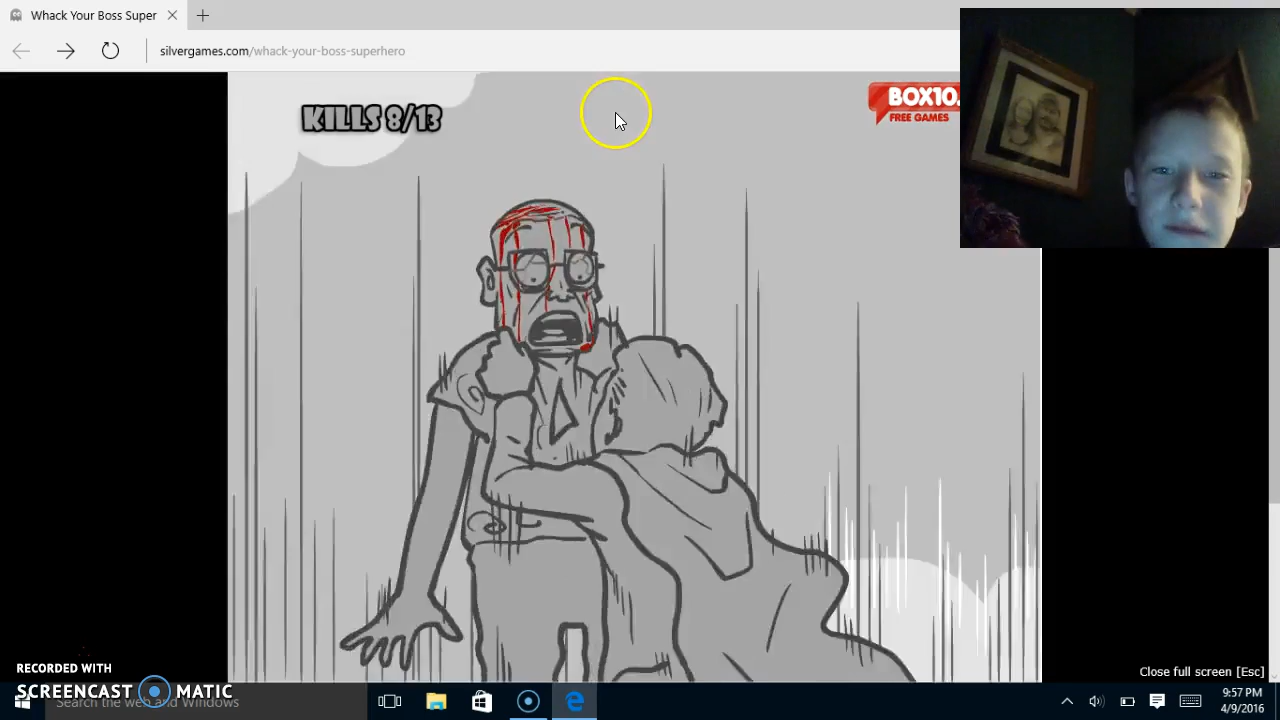 Whack Your Boss Super
silvergames.com/whack-your-boss-superhero
KILLS 8/13
BOX10.
FREE GAMES
RECORDED WITH
SCREENCAST MATIC
Search the web and Windows
Close full screen [Esc]
9:57 PM
4/9/2016